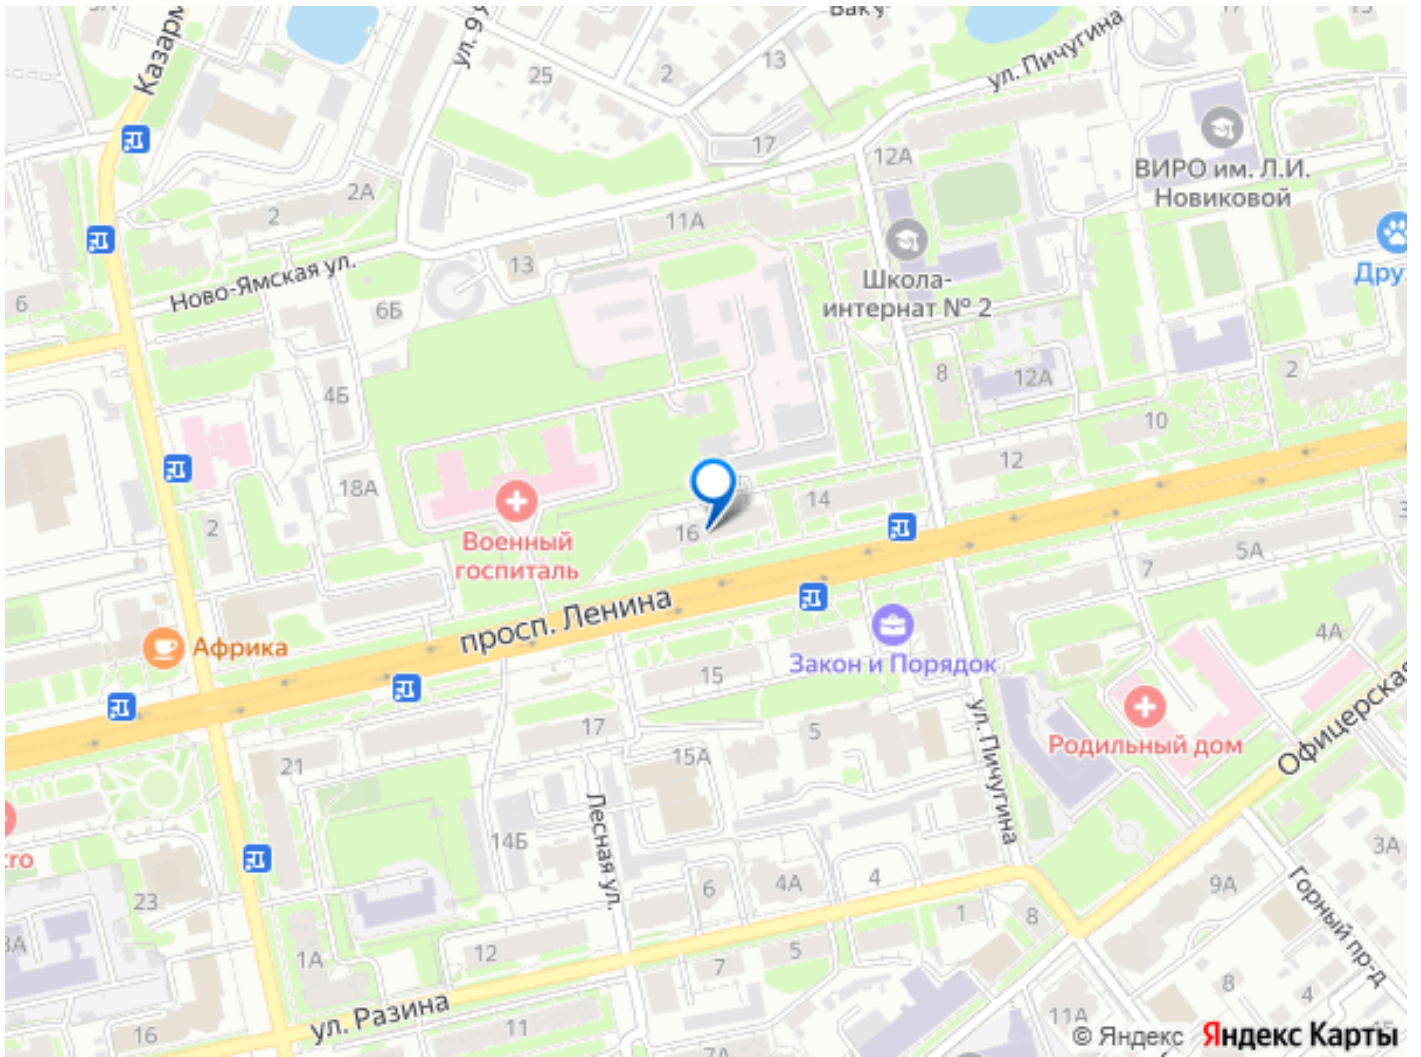 Казарм
ул. 9
25
2
13
ул. Пичугина
17
12А
ВИРО им. Л.И.
Новиковой
2А
2
11А
Школа-
интернат № 2
Дру
Ново-Ямская ул.
13
6
6Б
4Б
8
12А
2
10
12
18А
14
16
2
Военный
госпиталь
просп. Ленина
5А
7
4А
Африка
15
Закон и Порядок
ул. Пичугина
Родильный дом
Офицерская
17
5
15А
21
14Б
Лесная ул.
6
4А
4
3А
9А
Горный пр-д
23
1
8
1А
12
7
5
8
4
ул. Разина
11
16
11А
15
7А
© Яндекс Яндекс Карты